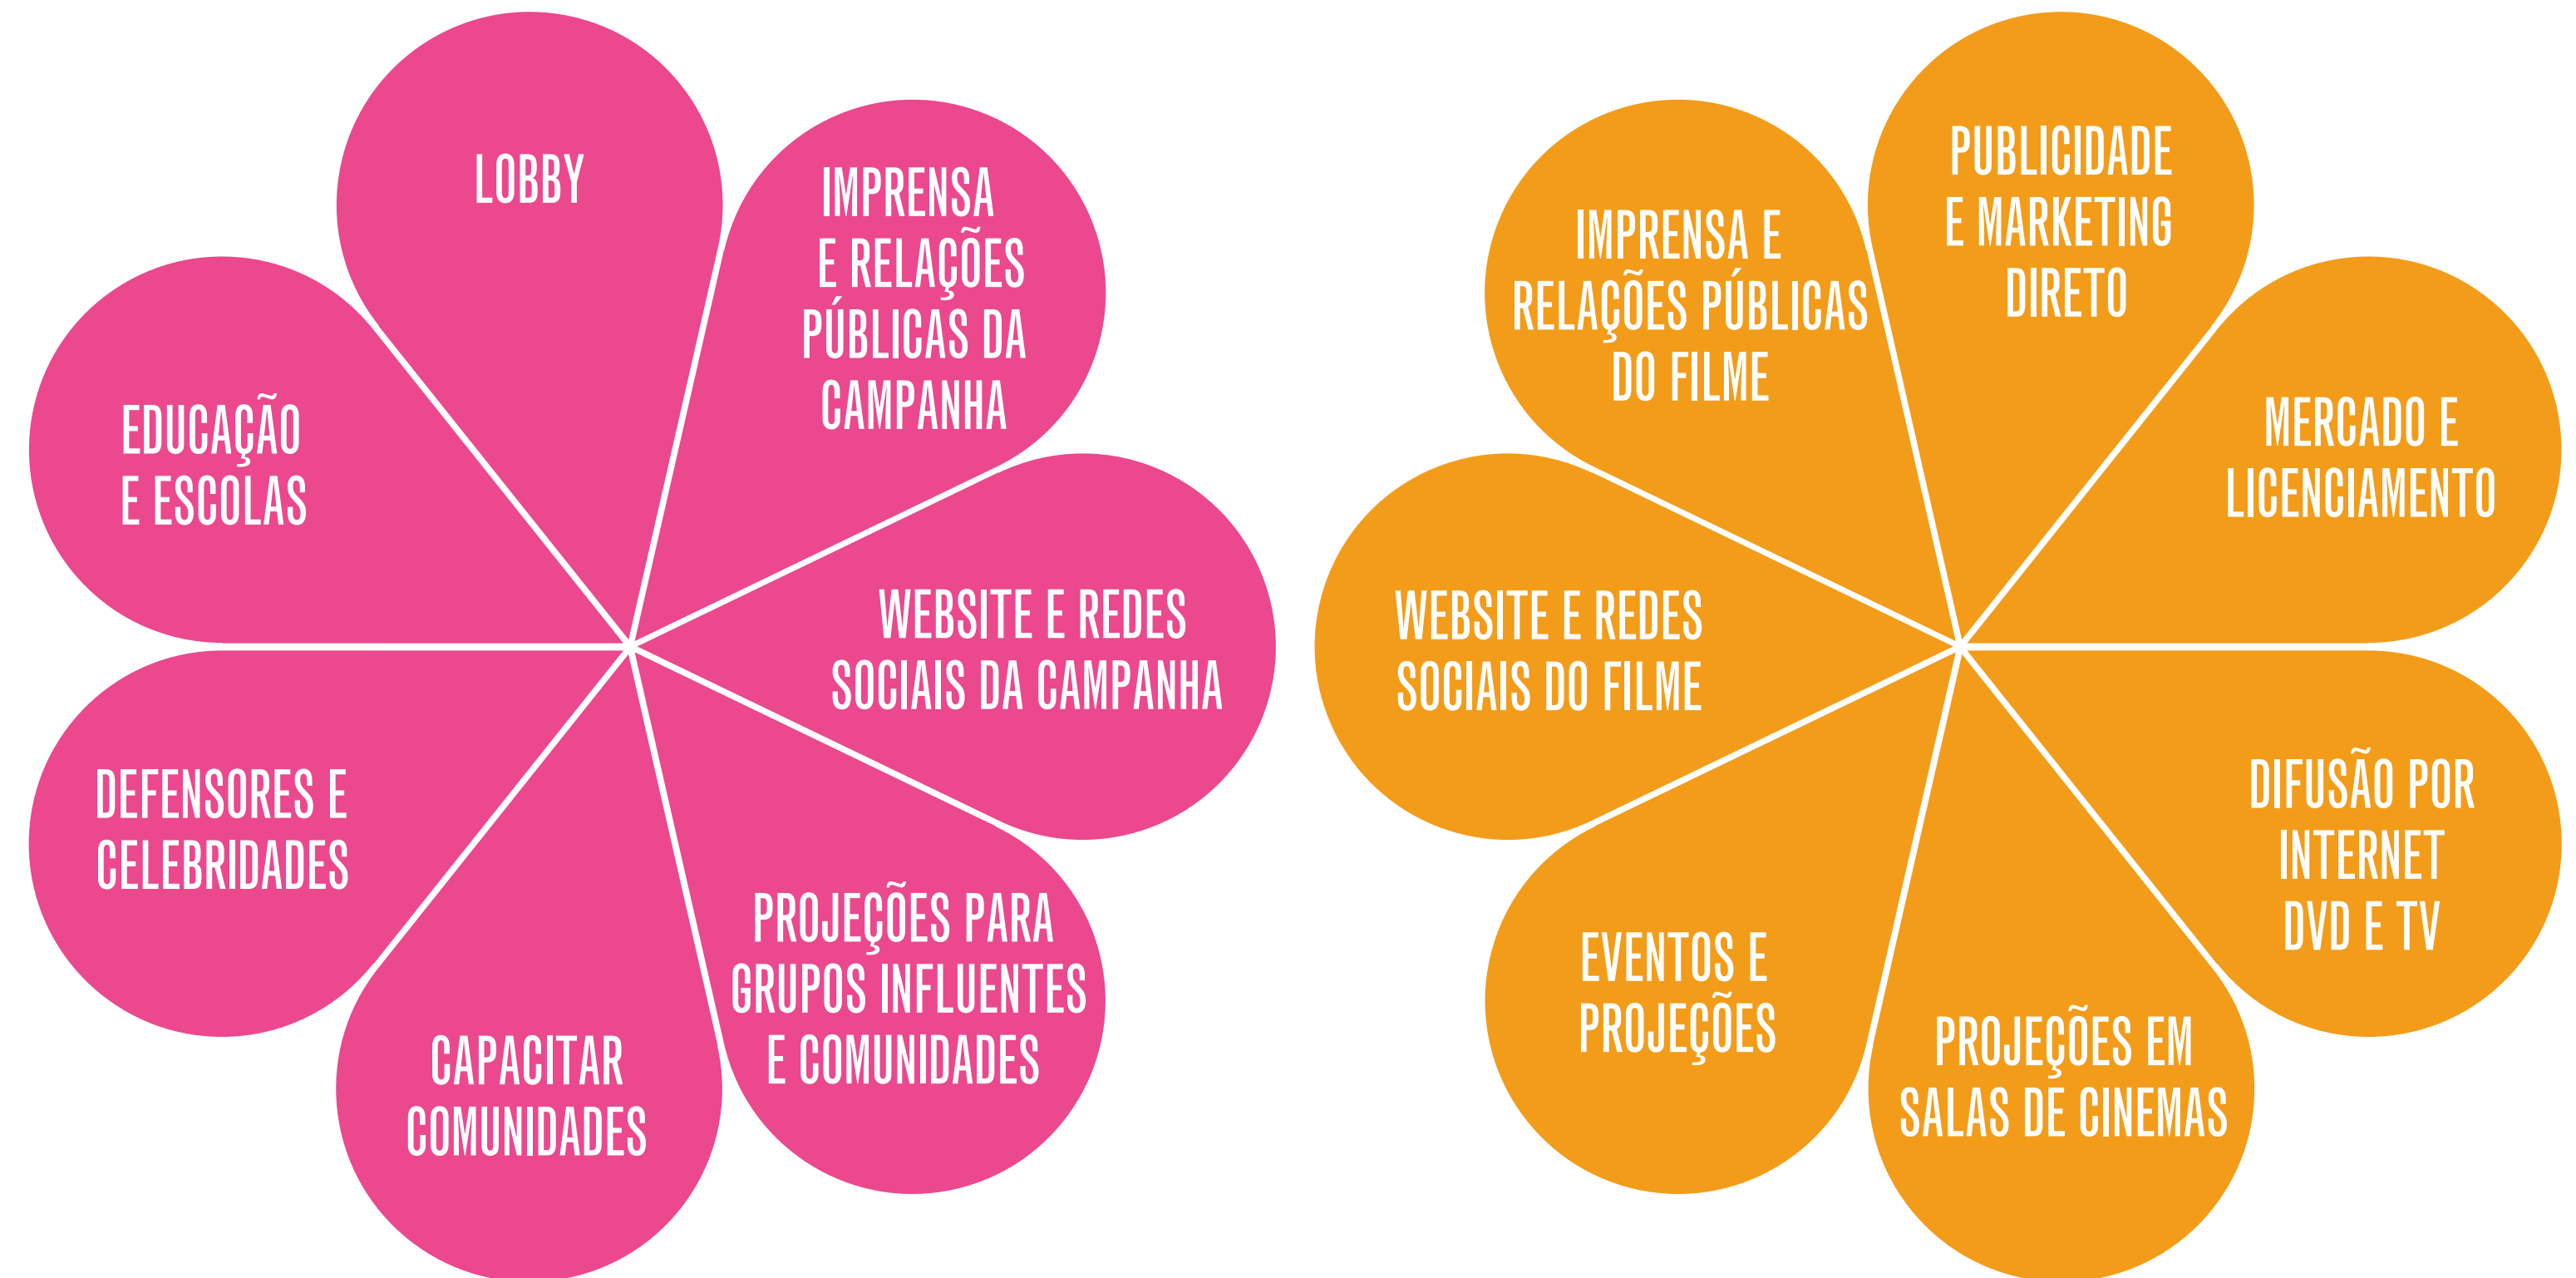 LOBBY
IMPRENSA
E RELAÇÕES
PÚBLICAS DA
CAMPANHA
WEBSITE E REDES
SOCIAIS DA CAMPANHA
PROJEÇÕES PARA
GRUPOS INFLUENTES
E COMUNIDADES
CAPACITAR
COMUNIDADES
DEFENSORES E
CELEBRIDADES
EDUCAÇÃO
E ESCOLAS
PUBLICIDADE
E MARKETING
DIRETO
MERCADO E
LICENCIAMENTO
DIFUSÃO POR
INTERNET
DVD E TV
PROJEÇÕES EM
SALAS DE CINEMAS
EVENTOS E
PROJEÇÕES
WEBSITE E REDES
SOCIAIS DO FILME
IMPRENSA E
RELAÇÕES PÚBLICAS
DO FILME